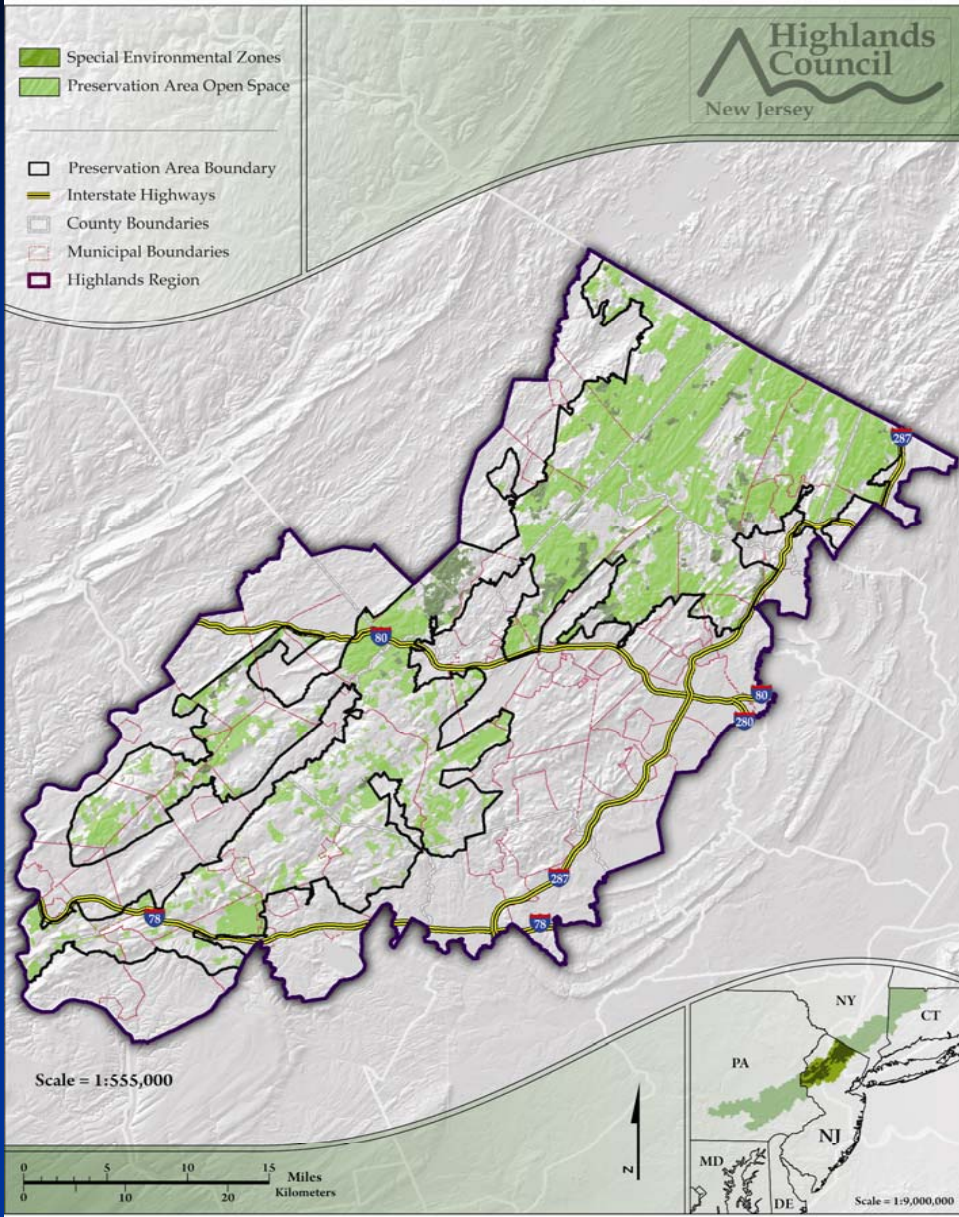 Highlands
Council
New Jersey
Special Environmental Zones
Preservation Area Open Space
Preservation Area Boundary
Interstate Highways
County Boundaries
Municipal Boundaries
Highlands Region
287
80
80
280
287
78
78
Scale = 1:555,000
0 5 10 15
Miles
Kilometers
0 10 20
N
NY
CT
PA
NJ
MD
DE
Scale = 1:9,000,000